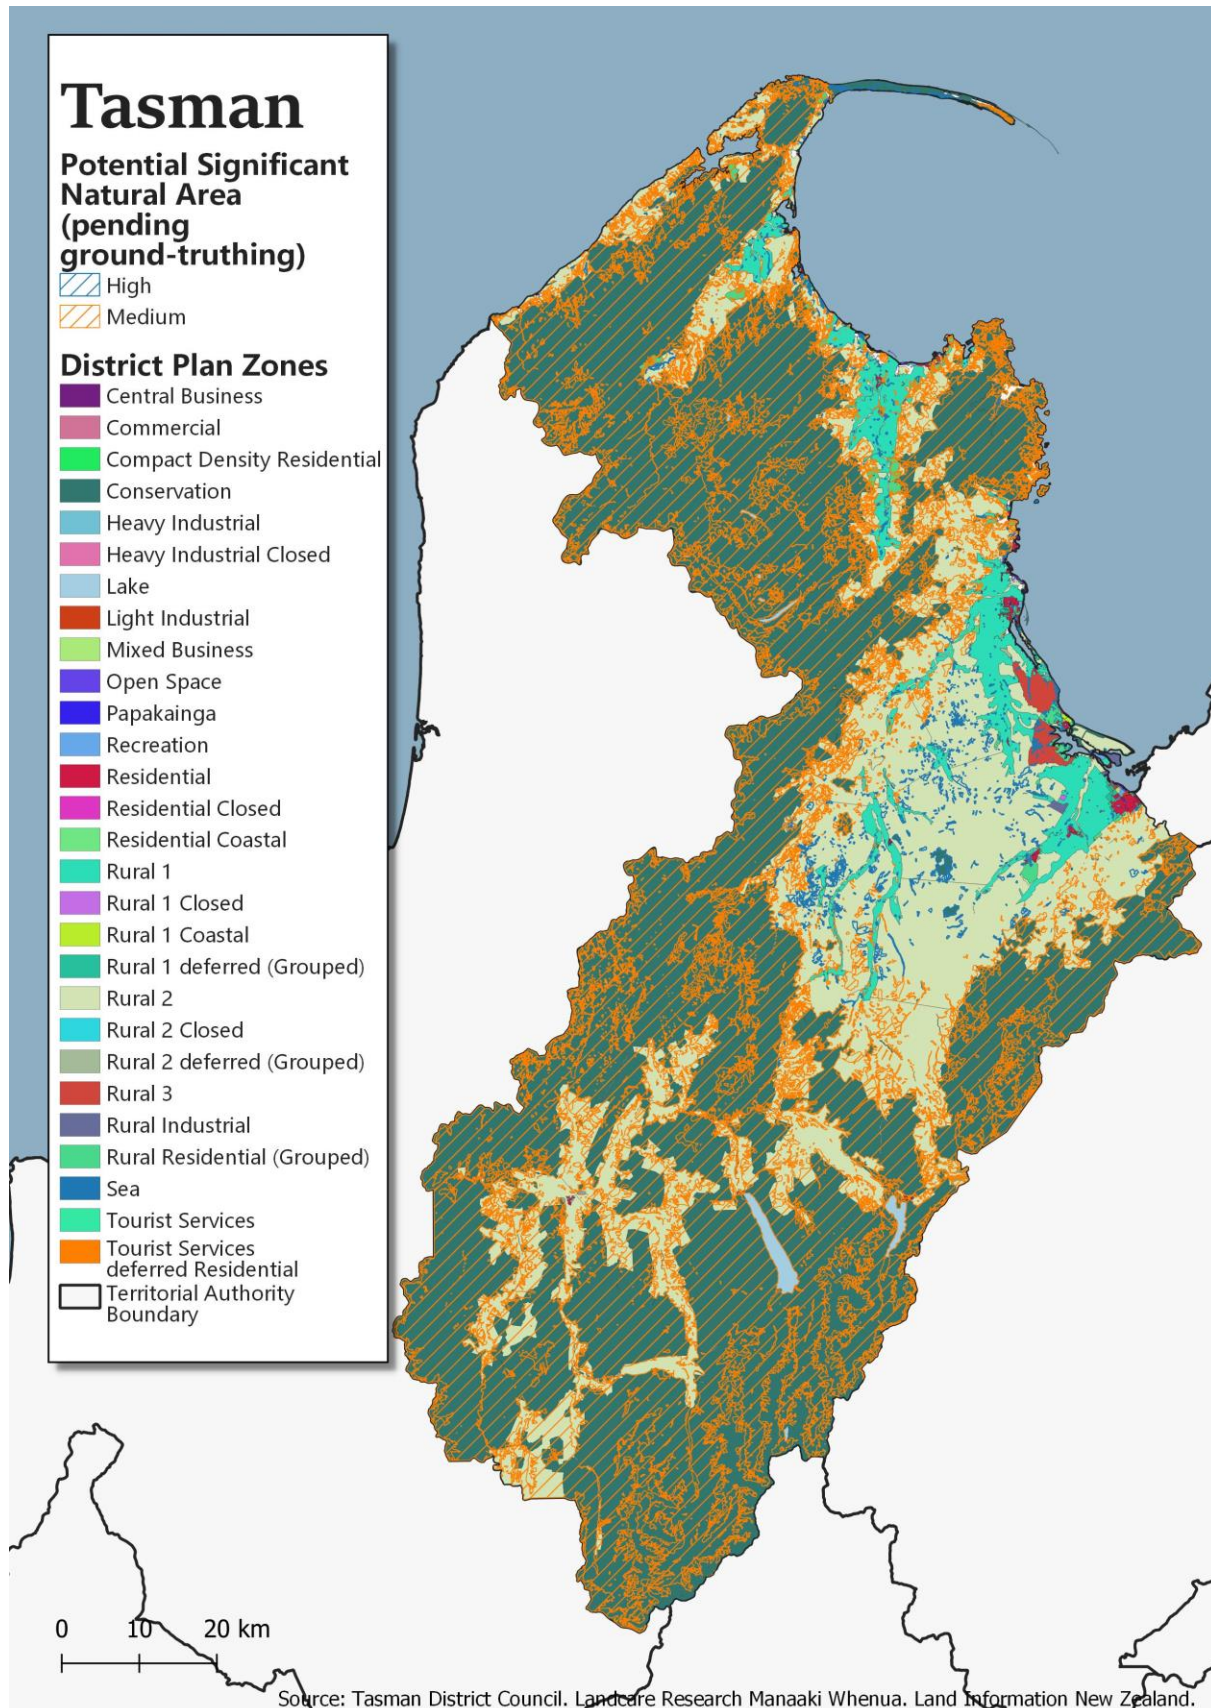 Tasman
Potential Significant
Natural Area
(pending
ground-truthing)
High
Medium
District Plan Zones
Central Business
Commercial
Compact Density Residential
Conservation
Heavy Industrial
Heavy Industrial Closed
Lake
Light Industrial
Mixed Business
Open Space
Papakainga
Recreation
Residential
Residential Closed
Residential Coastal
Rural 1
Rural 1 Closed
Rural 1 Coastal
Rural 1 deferred (Grouped)
Rural 2
Rural 2 Closed
Rural 2 deferred (Grouped)
Rural 3
Rural Industrial
Rural Residential (Grouped)
Sea
Tourist Services
Tourist Services
deferred Residential
Territorial Authority
Boundary
0 10 20 km
Source: Tasman District Council. Landcare Research Manaaki Whenua. Land Information New Zealand.